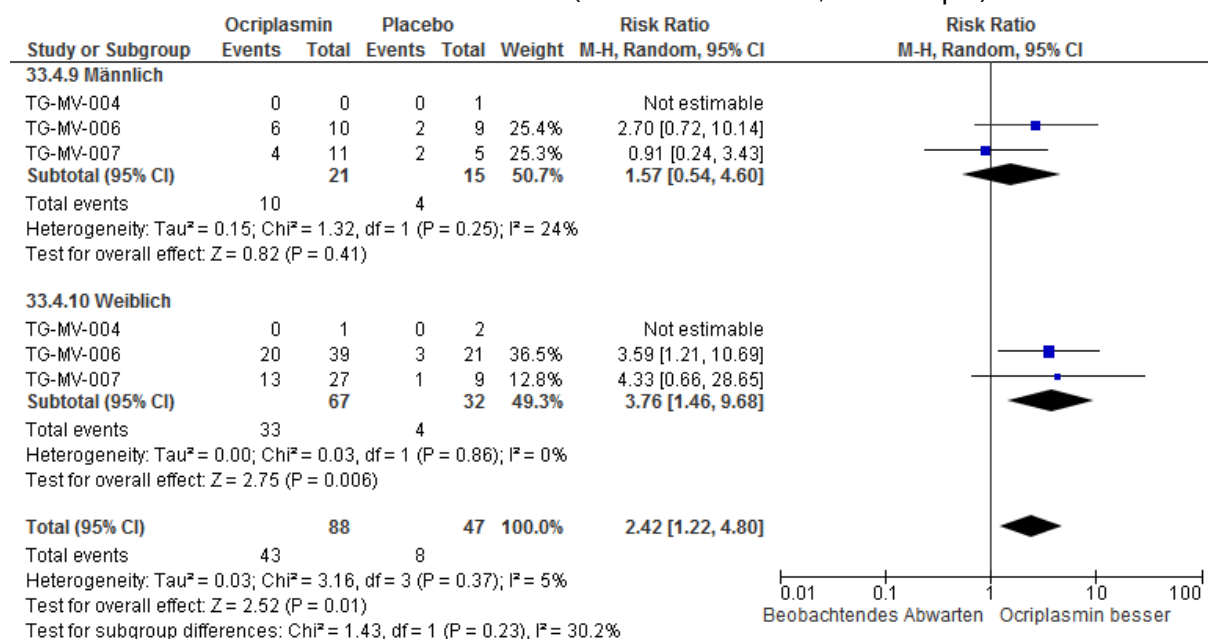 Ocriplasmin Placebo Risk Ratio Risk Ratio
Study or Subgroup Events Total Events Total Weight M-H, Random, 95% CI M-H, Random, 95% CI
33.4.9 Männlich
TG-MV-004 0 0 0 1 Not estimable
TG-MV-006 6 10 2 9 25.4% 2.70 [0.72, 10.14]
TG-MV-007 4 11 2 5 25.3% 0.91 [0.24, 3.43]
Subtotal (95% CI) 21 15 50.7% 1.57 [0.54, 4.60]
Total events 10 4
Heterogeneity: Tau² = 0.15; Chi² = 1.32, df = 1 (P = 0.25); I² = 24%
Test for overall effect: Z = 0.82 (P = 0.41)
33.4.10 Weiblich
TG-MV-004 0 1 0 2 Not estimable
TG-MV-006 20 39 3 21 36.5% 3.59 [1.21, 10.69]
TG-MV-007 13 27 1 9 12.8% 4.33 [0.66, 28.65]
Subtotal (95% CI) 67 32 49.3% 3.76 [1.46, 9.68]
Total events 33 4
Heterogeneity: Tau² = 0.00; Chi² = 0.03, df = 1 (P = 0.86); I² = 0%
Test for overall effect: Z = 2.75 (P = 0.006)
Total (95% CI) 88 47 100.0% 2.42 [1.22, 4.80]
Total events 43 8
Heterogeneity: Tau² = 0.03; Chi² = 3.16, df = 3 (P = 0.37); I² = 5%
Test for overall effect: Z = 2.52 (P = 0.01)
Test for subgroup differences: Chi² = 1.43, df = 1 (P = 0.23), I² = 30.2%
0.01 0.1 1 10 100
Beobachtendes Abwarten Ocriplasmin besser